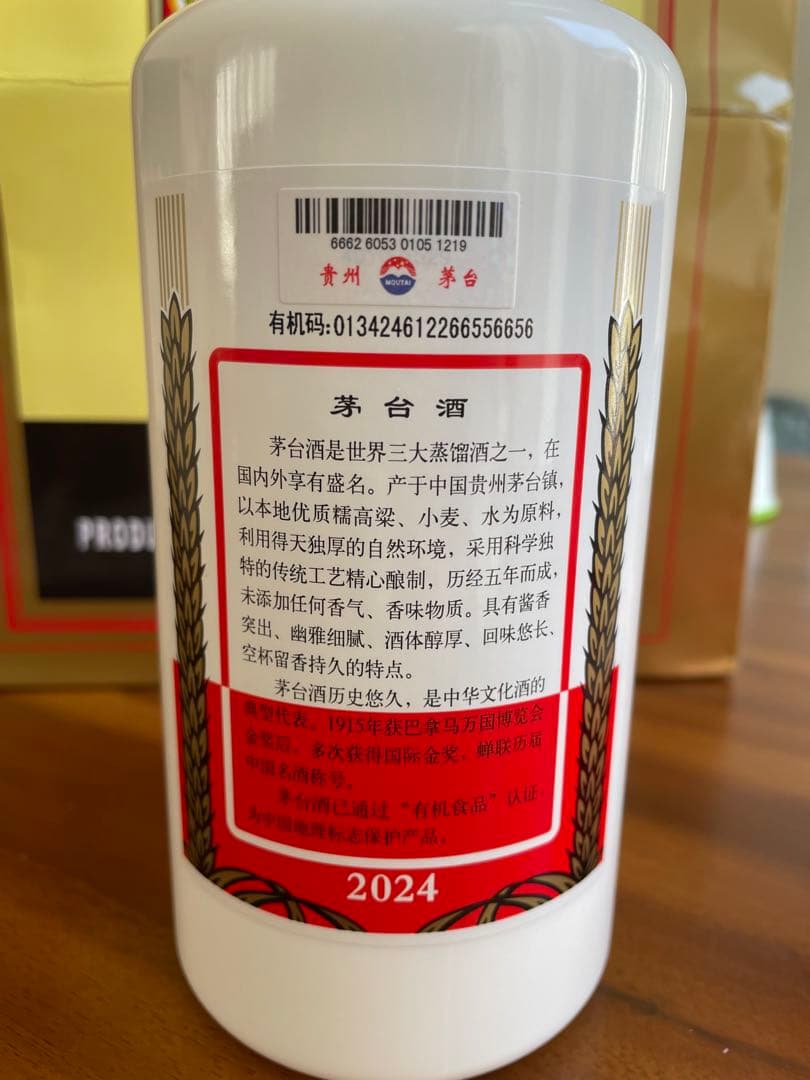 6662 6053 0105 1219
贵州 MOUTAI 茅台
有机码:013424612266556656
茅台酒
茅台酒是世界三大蒸馏酒之一，在
国内外享有盛名。产于中国贵州茅台镇，
以本地优质糯高粱、小麦、水为原料，
利用得天独厚的自然环境，采用科学独
特的传统工艺精心酿制，历经五年而成，
未添加任何香气、香味物质。具有酱香
突出、幽雅细腻、酒体醇厚、回味悠长、
空杯留香持久的特点。
茅台酒历史悠久，是中华文化酒的
典型代表。1915年获巴拿马万国博览会
金奖后，多次获得国际金奖，蝉联历届
中国名酒称号。
茅台酒已通过“有机食品”认证，
为中国地理标志保护产品。
2024
PRODU